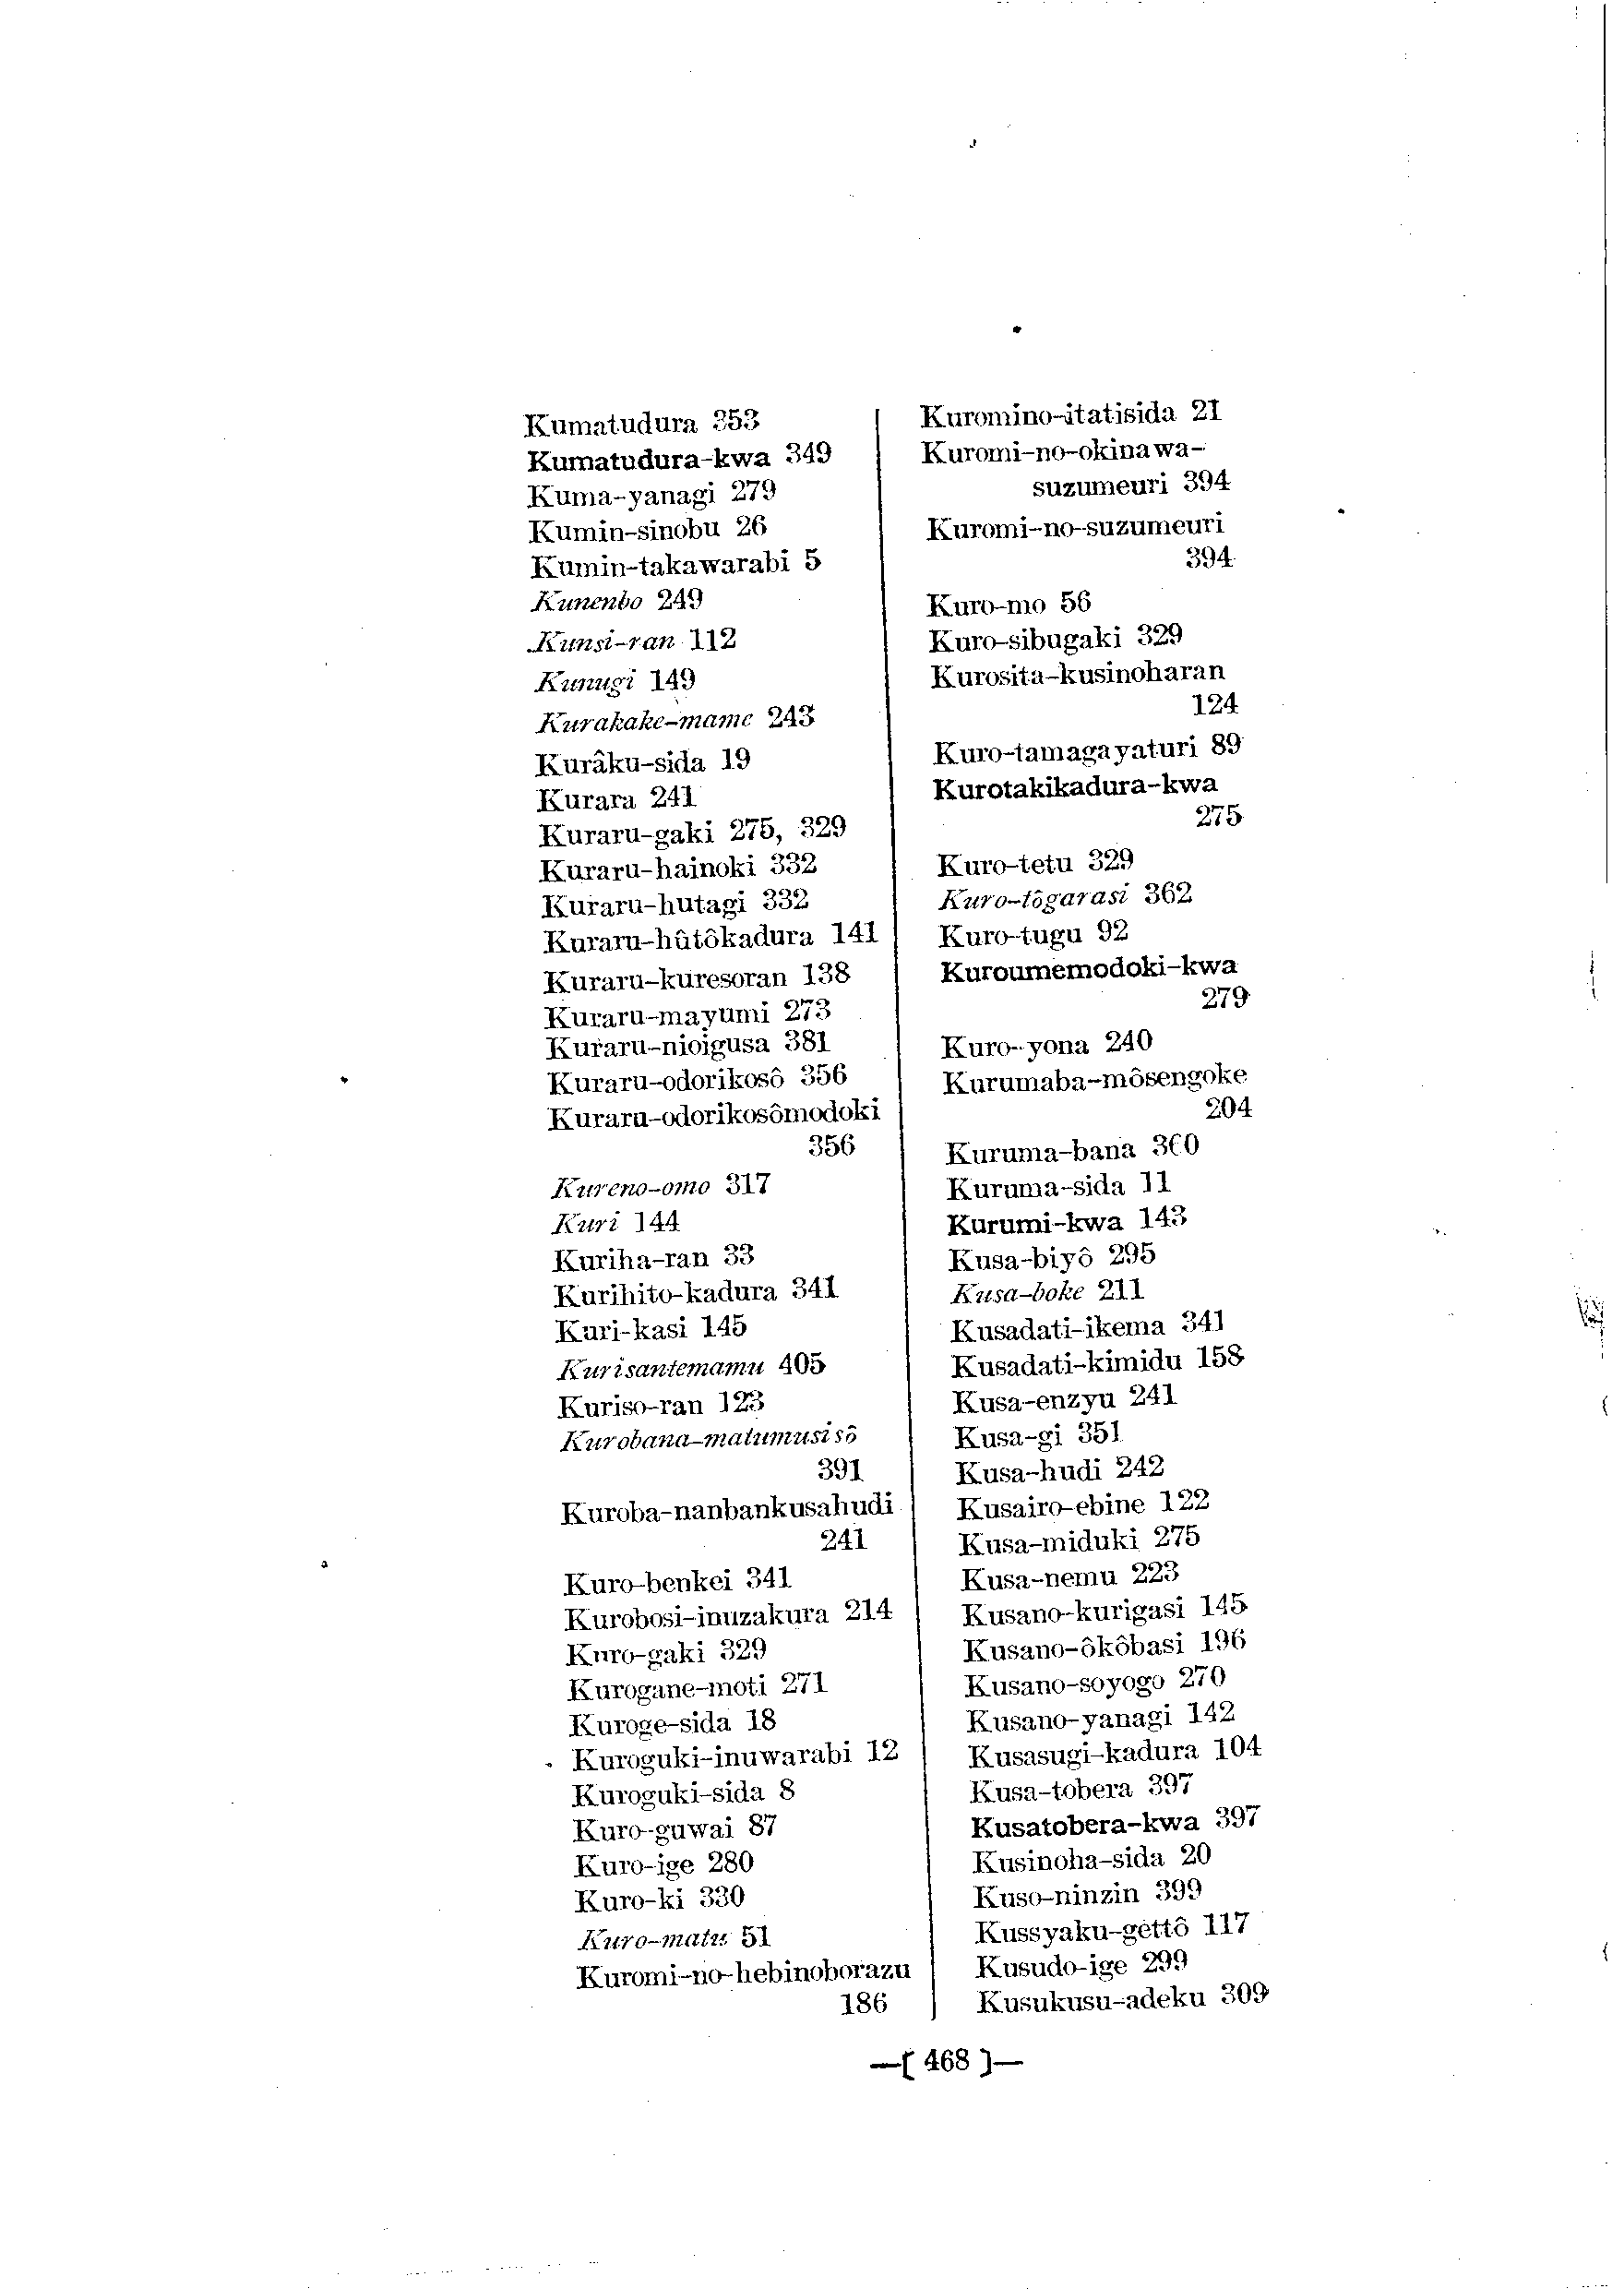 Kumatudura 353
Kumatudura-kwa 349
Kuma-yanagi 279
Kumin-sinobu 26
Kumin-takawarabi 5
Kunenbo 249
Kunsi-ran 112
Kunugi 149
Kurakake-mame 243
Kurâku-sida 19
Kurara 241
Kuraru-gaki 275, 329
Kuraru-hainoki 332
Kuraru-hutagi 332
Kuraru-hûtôkadura 141
Kuraru-kuresoran 138
Kuraru-mayumi 273
Kuraru-nioigusa 381
Kuraru-odorikosô 356
Kuraru-odorikosômodoki
356
Kureno-omo 317
Kuri 144
Kuriha-ran 33
Kurihito-kadura 341
Kuri-kasi 145
Kurisantemamu 405
Kuriso-ran 123
Kurobana-matumusisô
391
Kuroba-nanbankusahudi
241
Kuro-benkei 341
Kurobosi-inuzakura 214
Kuro-gaki 329
Kurogane-moti 271
Kuroge-sida 18
Kuroguki-inuwarabi 12
Kuroguki-sida 8
Kuro-guwai 87
Kuro-ige 280
Kuro-ki 330
Kuro-matu 51
Kuromi-no-hebinoborazu
186
Kuromino-itatisida 21
Kuromi-no-okinawa-
suzumeuri 394
Kuromi-no-suzumeuri
394
Kuro-mo 56
Kuro-sibugaki 329
Kurosita-kusinoharan
124
Kuro-tamagayaturi 89
Kurotakikadura-kwa
275
Kuro-tetu 329
Kuro-tôgarasi 362
Kuro-tugu 92
Kuroumemodoki-kwa
279
Kuro-yona 240
Kurumaba-môsengoke
204
Kuruma-bana 360
Kuruma-sida 11
Kurumi-kwa 143
Kusa-biyô 295
Kusa-boke 211
Kusadati-ikema 341
Kusadati-kimidu 158
Kusa-enzyu 241
Kusa-gi 351
Kusa-hudi 242
Kusairo-ebine 122
Kusa-miduki 275
Kusa-nemu 223
Kusano-kurigasi 145
Kusano-ôkôbasi 196
Kusano-soyogo 270
Kusano-yanagi 142
Kusasugi-kadura 104
Kusa-tobera 397
Kusatobera-kwa 397
Kusinoha-sida 20
Kuso-ninzin 399
Kussyaku-gettô 117
Kusudo-ige 299
Kusukusu-adeku 309
—( 468 )—